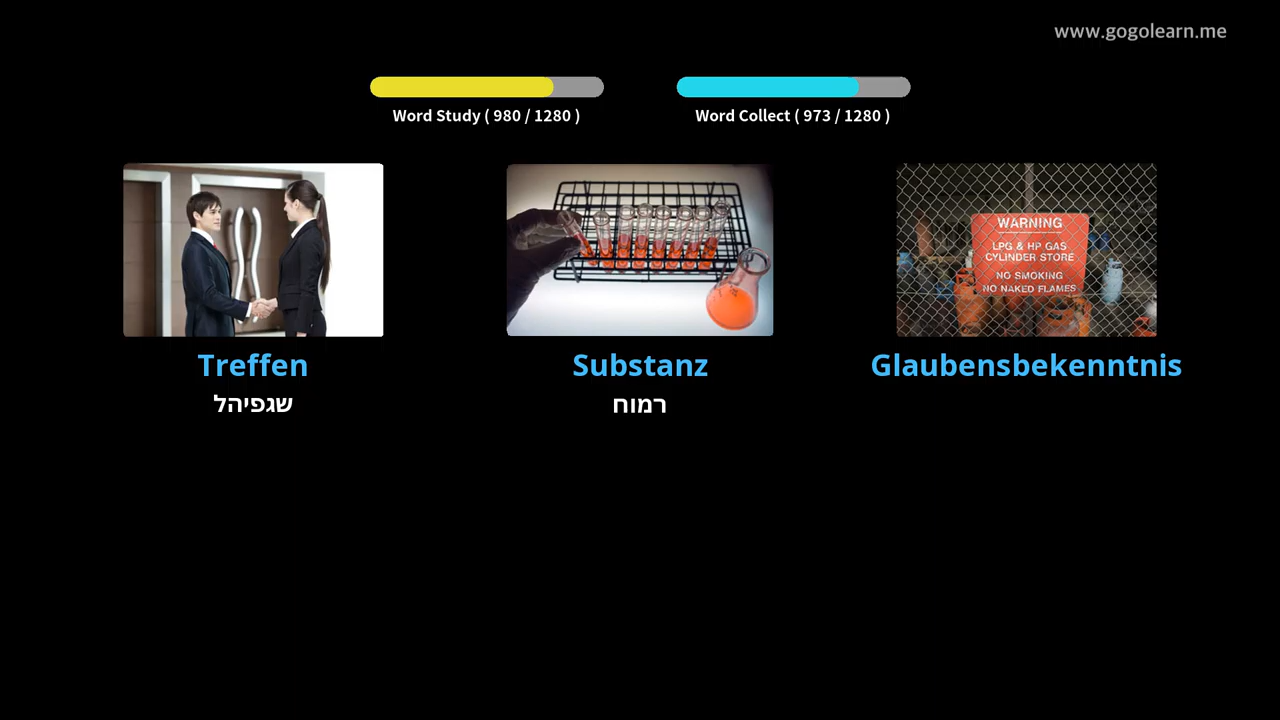 www.gogolearn.me
Word Study ( 980 / 1280 )
Word Collect ( 973 / 1280 )
WARNING
LPG & HP GAS
CYLINDER STORE
NO SMOKING
NO NAKED FLAMES
Treffen
שגפיהל
Substanz
רמוח
Glaubensbekenntnis